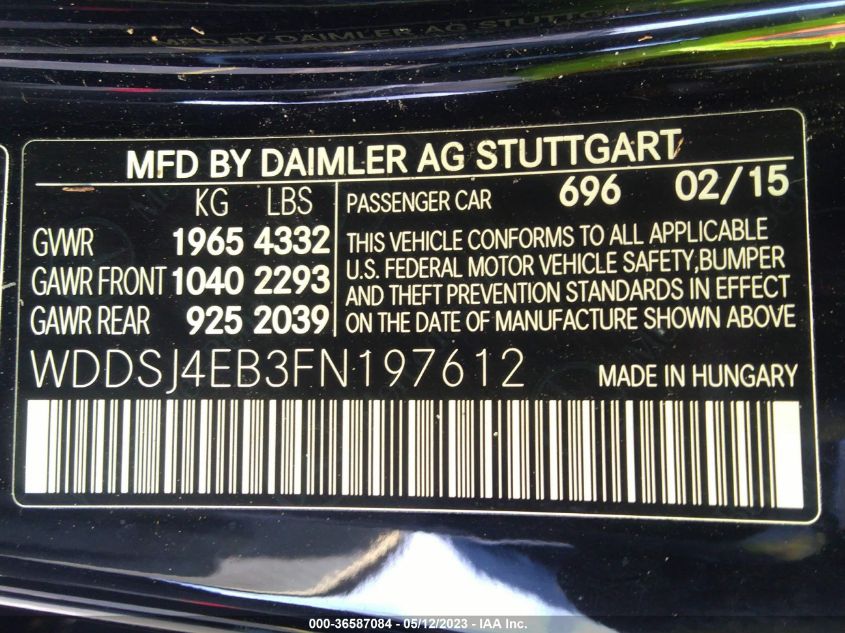 MFD BY DAIMLER AG STUTTGART
KG LBS
GVWR 1965 4332
GAWR FRONT 1040 2293
GAWR REAR 925 2039
PASSENGER CAR 696 02/15
THIS VEHICLE CONFORMS TO ALL APPLICABLE
U.S. FEDERAL MOTOR VEHICLE SAFETY,BUMPER
AND THEFT PREVENTION STANDARDS IN EFFECT
ON THE DATE OF MANUFACTURE SHOWN ABOVE
WDDSJ4EB3FN197612 MADE IN HUNGARY
000-36587084 - 05/12/2023 - IAA Inc.